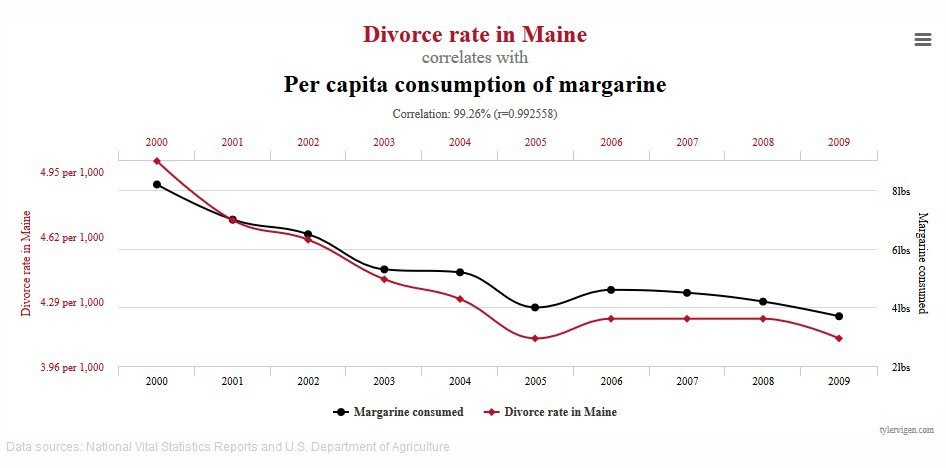 Divorce rate in Maine
correlates with
Per capita consumption of margarine
Correlation: 99.26% (r=0.992558)
2000 2001 2002 2003 2004 2005 2006 2007 2008 2009
Divorce rate in Maine
4.95 per 1,000
4.62 per 1,000
4.29 per 1,000
3.96 per 1,000
8lbs
6lbs
4lbs
2lbs
Margarine consumed
2000 2001 2002 2003 2004 2005 2006 2007 2008 2009
Margarine consumed Divorce rate in Maine
tylervigen.com
Data sources: National Vital Statistics Reports and U.S. Department of Agriculture